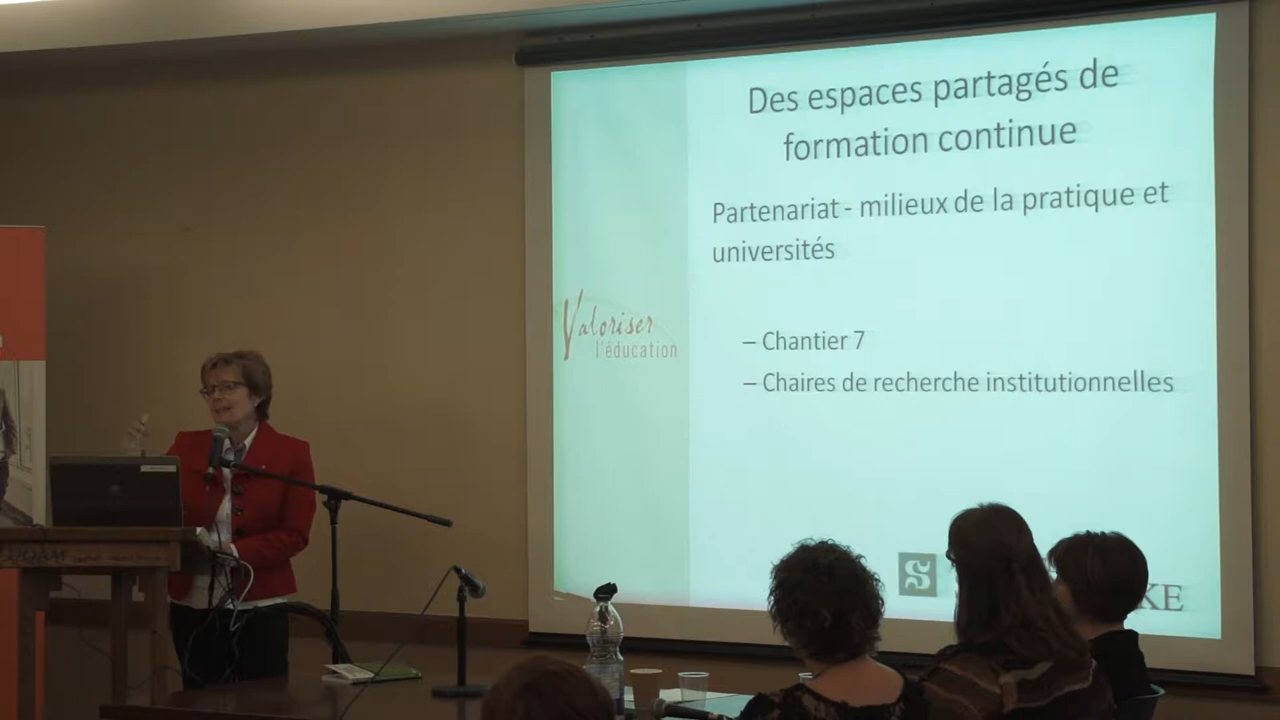 Des espaces partagés de
formation continue
Partenariat - milieux de la pratique et
universités
– Chantier 7
– Chaires de recherche institutionnelles
Valoriser
l'éducation
S
KE
UQAM